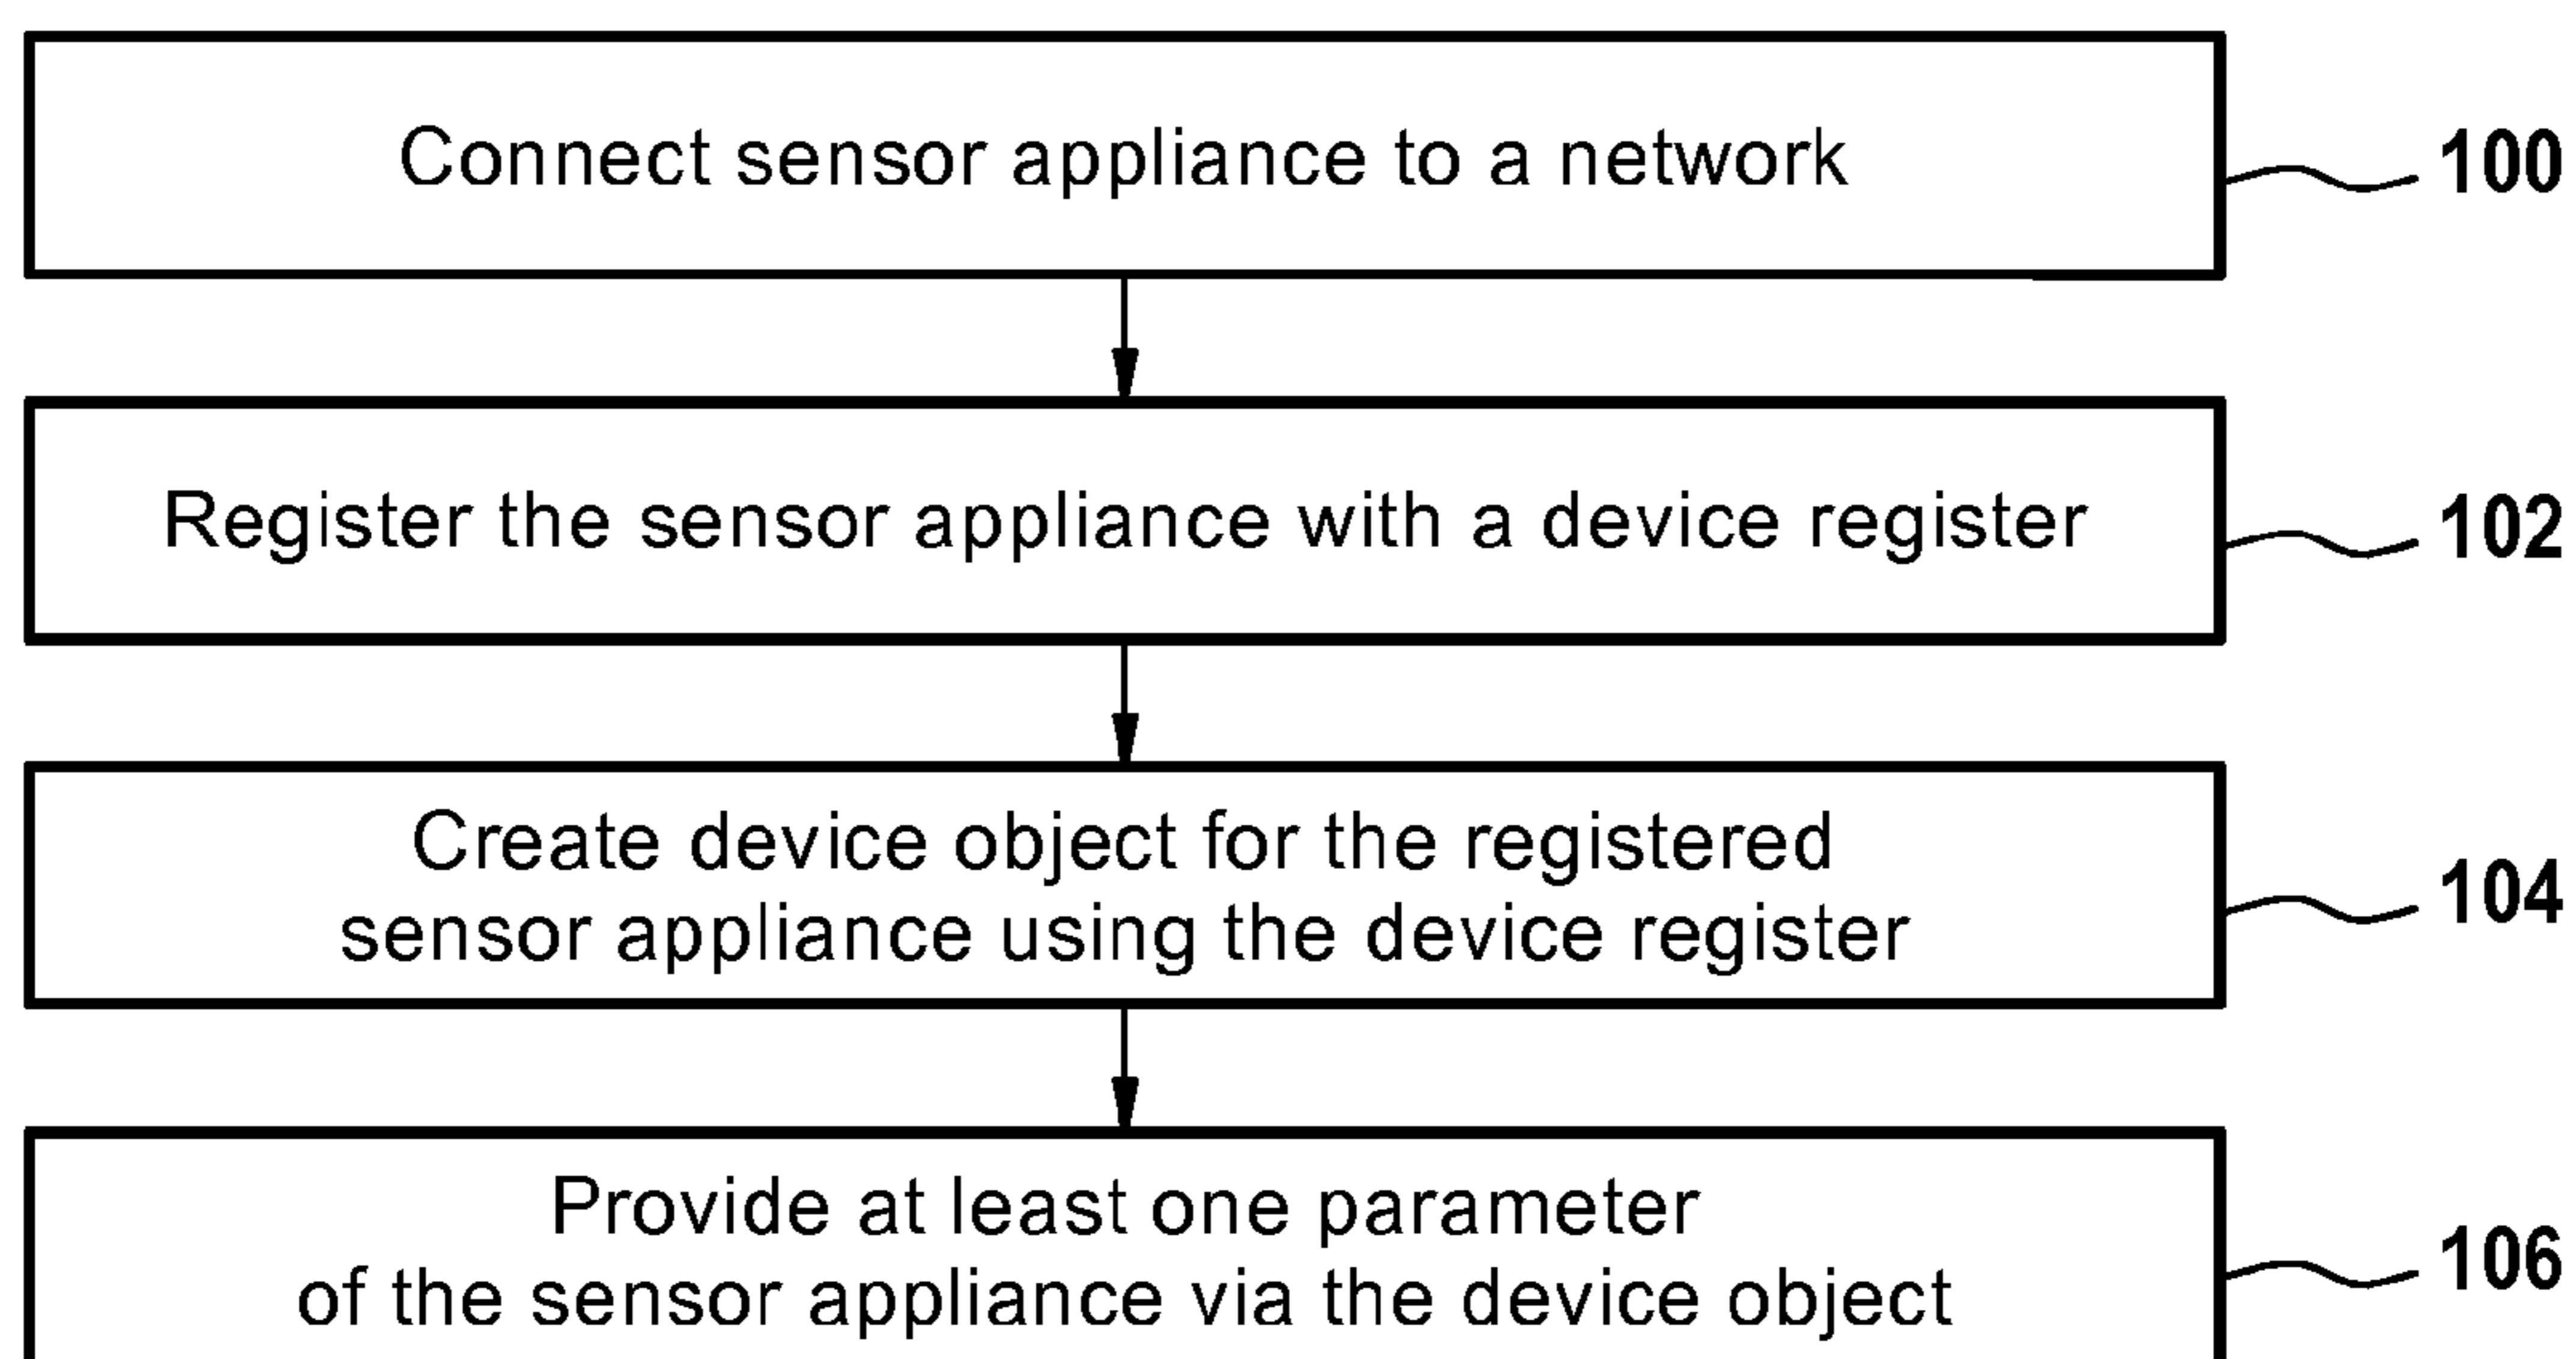 Connect sensor appliance to a network
100
Register the sensor appliance with a device register
102
Create device object for the registered
sensor appliance using the device register
104
Provide at least one parameter
of the sensor appliance via the device object
106